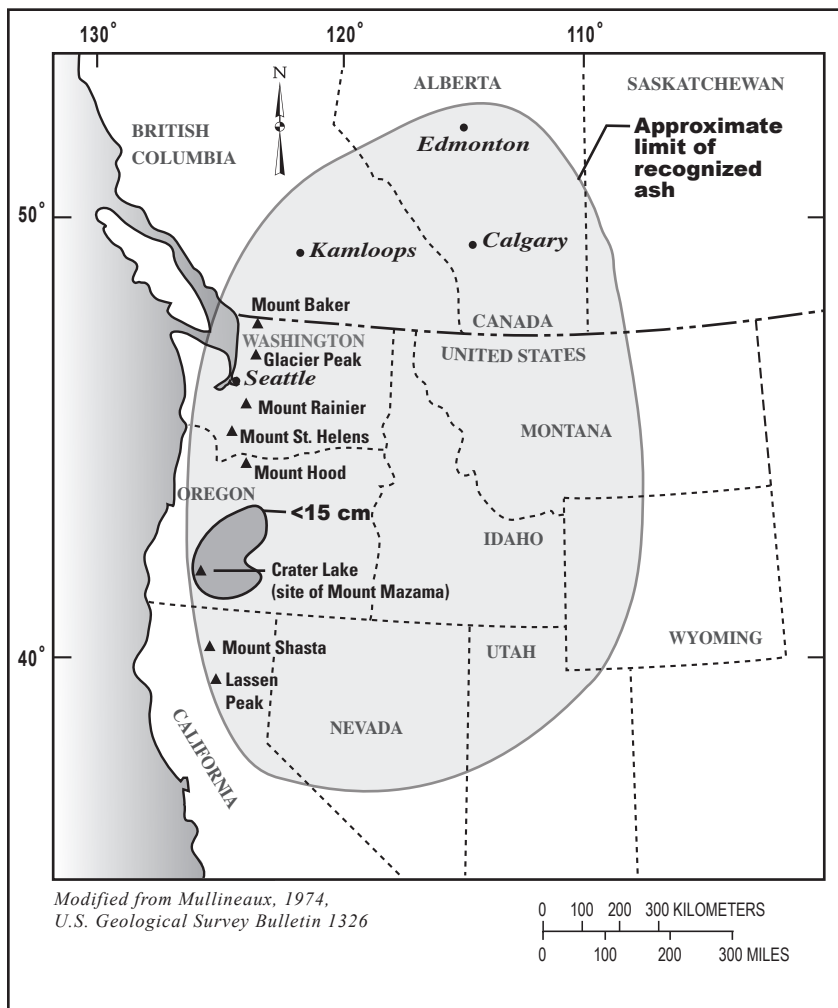 130˚
120˚
110˚
N
ALBERTA
SASKATCHEWAN
BRITISH
COLUMBIA
Edmonton
Approximate
limit of
recognized
ash
50˚
Kamloops
Calgary
Mount Baker
CANADA
WASHINGTON
UNITED STATES
Glacier Peak
Seattle
Mount Rainier
MONTANA
Mount St. Helens
Mount Hood
OREGON
<15 cm
IDAHO
Crater Lake
(site of Mount Mazama)
40˚
Mount Shasta
UTAH
WYOMING
Lassen
Peak
NEVADA
CALIFORNIA
Modified from Mullineaux, 1974,
U.S. Geological Survey Bulletin 1326
0 100 200 300 KILOMETERS
0 100 200 300 MILES